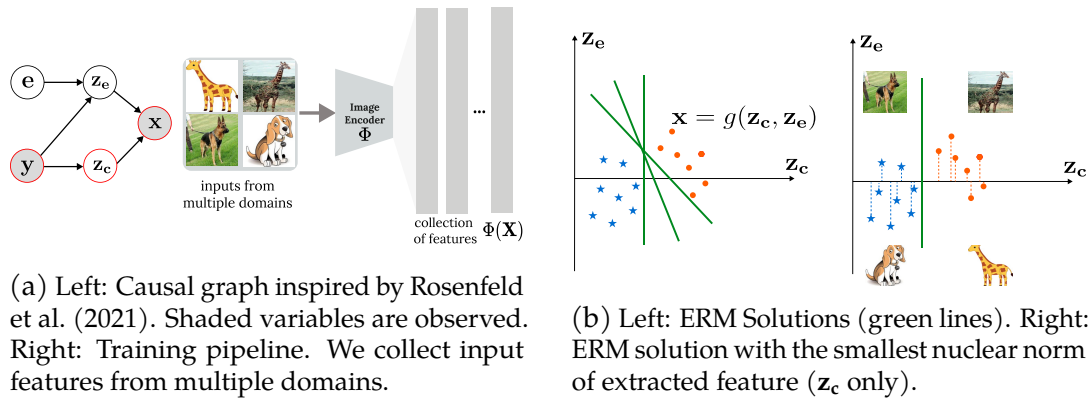 e
z_e
x
y
z_c
Image
Encoder
Φ
...
inputs from
multiple domains
collection
of features
Φ(X)
(a) Left: Causal graph inspired by Rosenfeld
et al. (2021). Shaded variables are observed.
Right: Training pipeline. We collect input
features from multiple domains.
z_e
x = g(z_c, z_e)
z_c
z_e
z_c
(b) Left: ERM Solutions (green lines). Right:
ERM solution with the smallest nuclear norm
of extracted feature (z_c only).